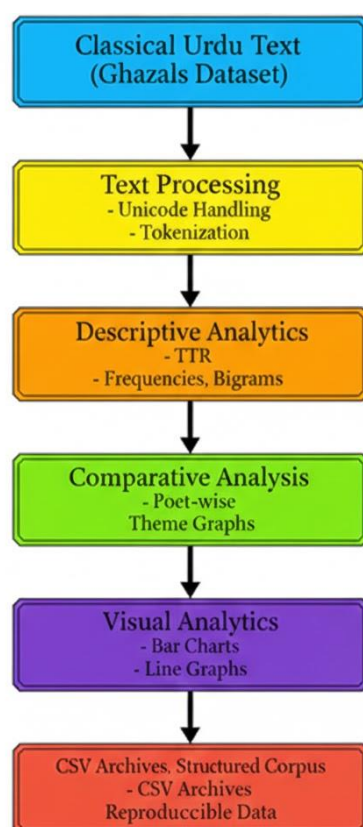 Classical Urdu Text
(Ghazals Dataset)
Text Processing
- Unicode Handling
- Tokenization
Descriptive Analytics
- TTR
- Frequencies, Bigrams
Comparative Analysis
- Poet-wise
Theme Graphs
Visual Analytics
- Bar Charts
- Line Graphs
CSV Archives, Structured Corpus
- CSV Archives
Reproduccible Data